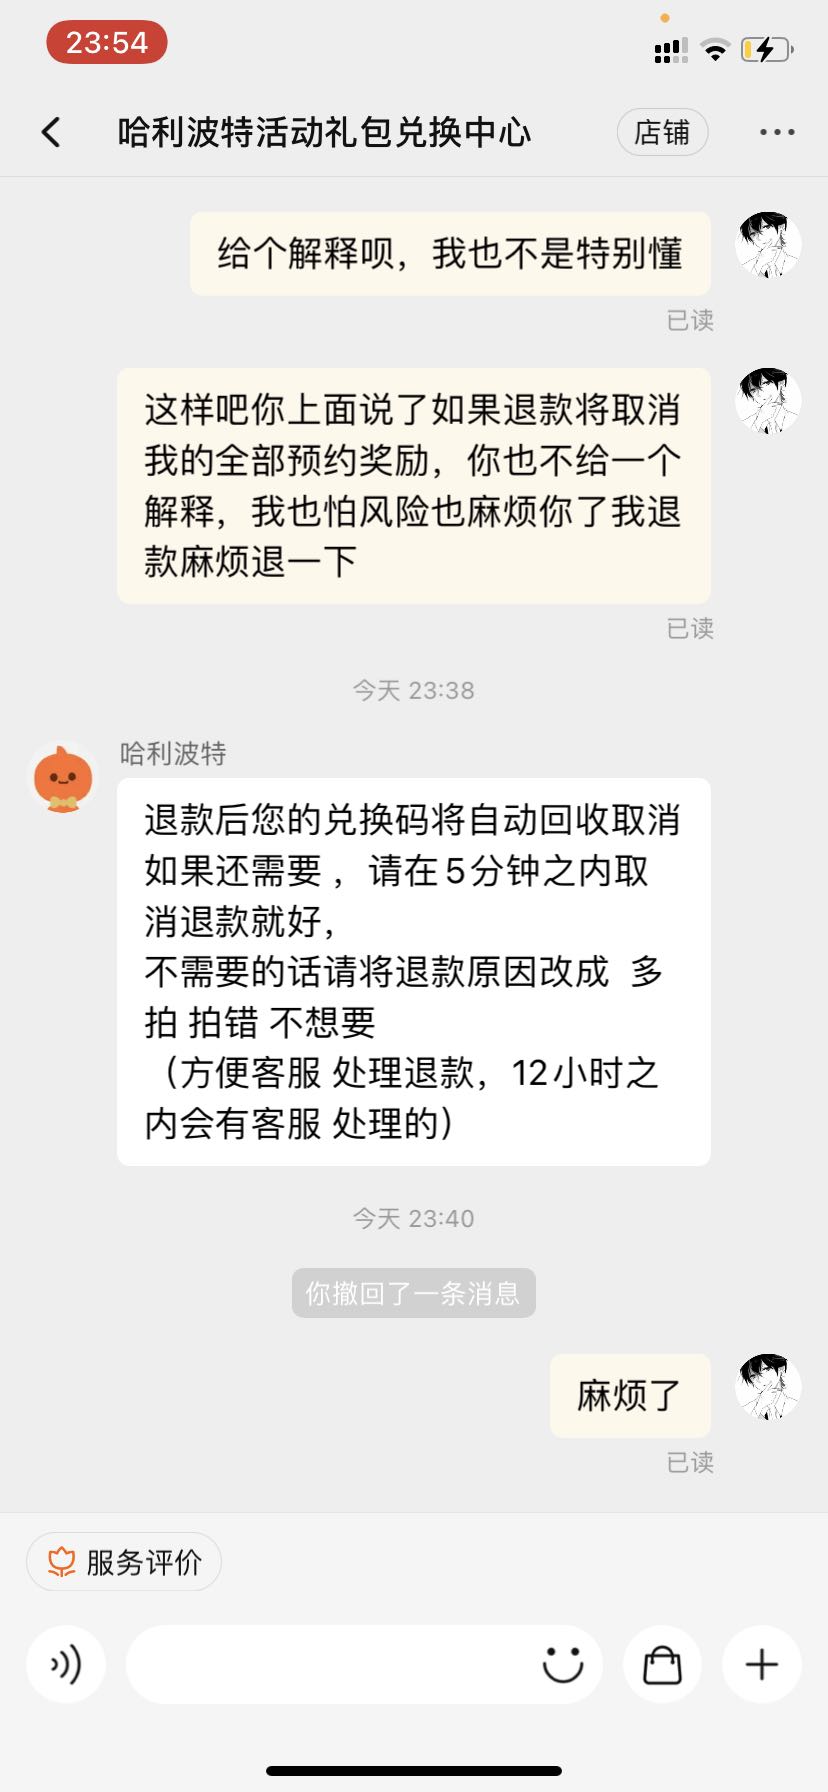 23:54
哈利波特活动礼包兑换中心
店铺
给个解释呗，我也不是特别懂
已读
这样吧你上面说了如果退款将取消
我的全部预约奖励，你也不给一个
解释，我也怕风险也麻烦你了我退
款麻烦退一下
已读
今天 23:38
哈利波特
退款后您的兑换码将自动回收取消
如果还需要 ，请在5分钟之内取
消退款就好，
不需要的话请将退款原因改成 多
拍 拍错 不想要
（方便客服 处理退款，12小时之
内会有客服 处理的）
今天 23:40
你撤回了一条消息
麻烦了
已读
服务评价